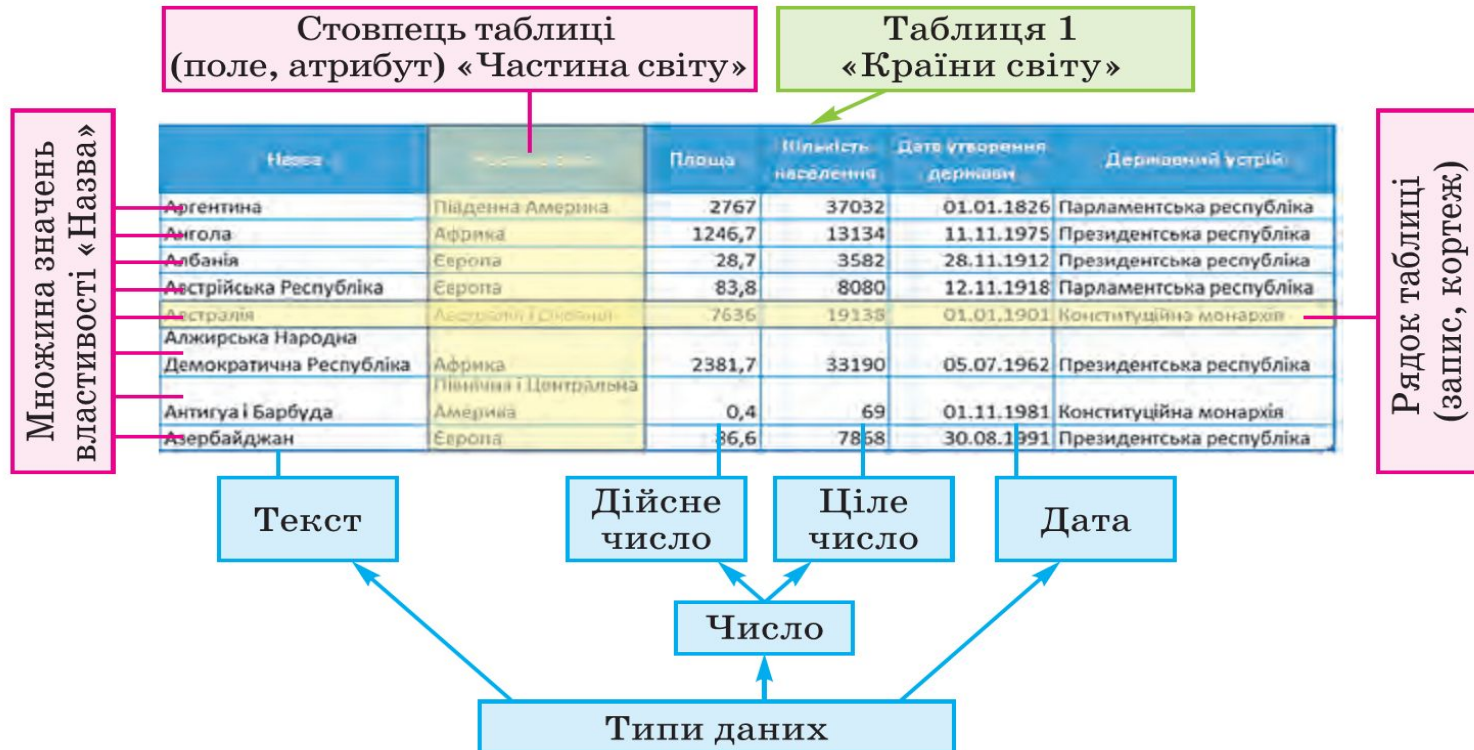 Стовпець таблиці
(поле, атрибут) «Частина світу»
Таблиця 1
«Країни світу»
Множина значень
властивості «Назва»
Рядок таблиці
(запис, кортеж)
Назва Площа Кількість населення Дата утворення держави Державний устрій
Аргентина Південна Америка 2767 37032 01.01.1826 Парламентська республіка
Ангола Африка 1246,7 13134 11.11.1975 Президентська республіка
Албанія Європа 28,7 3582 28.11.1912 Президентська республіка
Австрійська Республіка Європа 83,8 8080 12.11.1918 Парламентська республіка
Австралія Австралія і Океанія 7636 19138 01.01.1901 Конституційна монархія
Алжирська Народна
Демократична Республіка Африка 2381,7 33190 05.07.1962 Президентська республіка
Північна і Центральна
Антигуа і Барбуда Америка 0,4 69 01.11.1981 Конституційна монархія
Азербайджан Європа 86,6 7868 30.08.1991 Президентська республіка
Текст
Дійсне
число
Ціле
число
Дата
Число
Типи даних